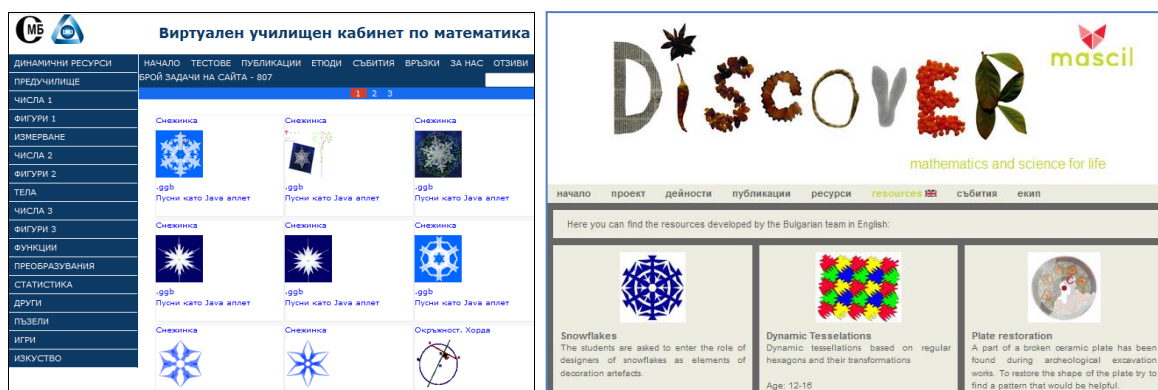 СМБ
Виртуален училищен кабинет по математика
ДИНАМИЧНИ РЕСУРСИ
ПРЕДУЧИЛИЩЕ
ЧИСЛА 1
ФИГУРИ 1
ИЗМЕРВАНЕ
ЧИСЛА 2
ФИГУРИ 2
ТЕЛА
ЧИСЛА 3
ФИГУРИ 3
ФУНКЦИИ
ПРЕОБРАЗУВАНИЯ
СТАТИСТИКА
ДРУГИ
ПЪЗЕЛИ
ИГРИ
ИЗКУСТВО
НАЧАЛО ТЕСТОВЕ ПУБЛИКАЦИИ ЕТЮДИ СЪБИТИЯ ВРЪЗКИ ЗА НАС ОТЗИВИ
БРОЙ ЗАДАЧИ НА САЙТА - 807
1 2 3
Снежинка Снежинка Снежинка
.ggb .ggb .ggb
Пусни като Java аплет Пусни като Java аплет Пусни като Java аплет
Снежинка Снежинка Снежинка
.ggb .ggb .ggb
Пусни като Java аплет Пусни като Java аплет Пусни като Java аплет
Снежинка Снежинка Окръжност. Хорда
DiscoVER
mascil
mathematics and science for life
начало проект дейности публикации ресурси resources събития екип
Here you can find the resources developed by the Bulgarian team in English:
Snowflakes
The students are asked to enter the role of
designers of snowflakes as elements of
decoration artefacts.
Dynamic Tesselations
Dynamic tessellations based on regular
hexagons and their transformations
Age: 12-16
Plate restoration
A part of a broken ceramic plate has been
found during archeological excavation
works. To restore the shape of the plate try to
find a pattern that would be helpful.